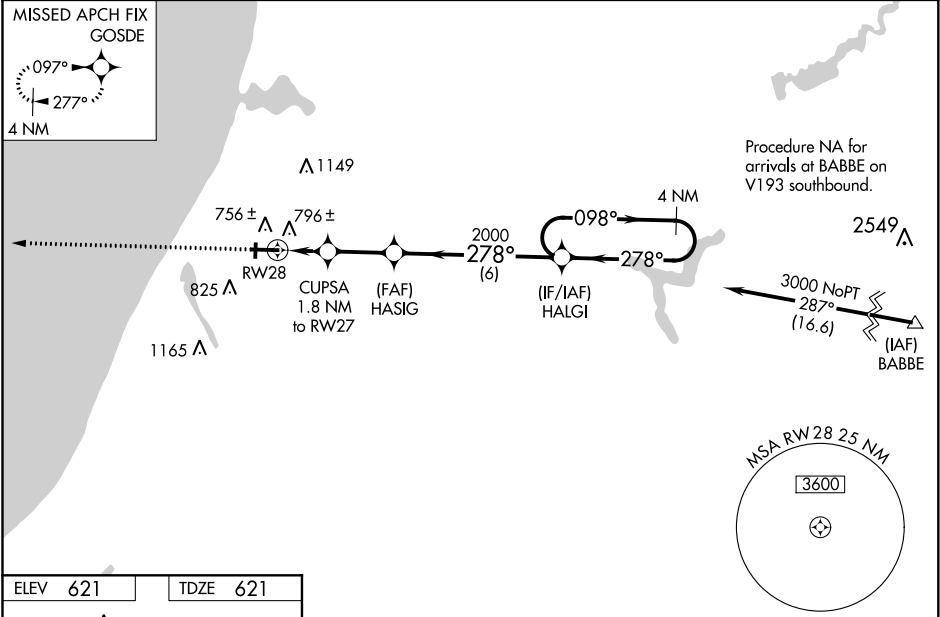 MISSED APCH FIX
GOSDE
097°
277°
4 NM
1149
Procedure NA for
arrivals at BABBE on
V193 southbound.
756 ±
796 ±
4 NM
098°
2549
2000
278°
(6)
278°
RW28
825
CUPSA
1.8 NM
to RW27
(FAF)
HASIG
(IF/IAF)
HALGI
3000 NoPT
287°
(16.6)
(IAF)
BABBE
1165
MSA RW28 25 NM
3600
ELEV 621
TDZE 621